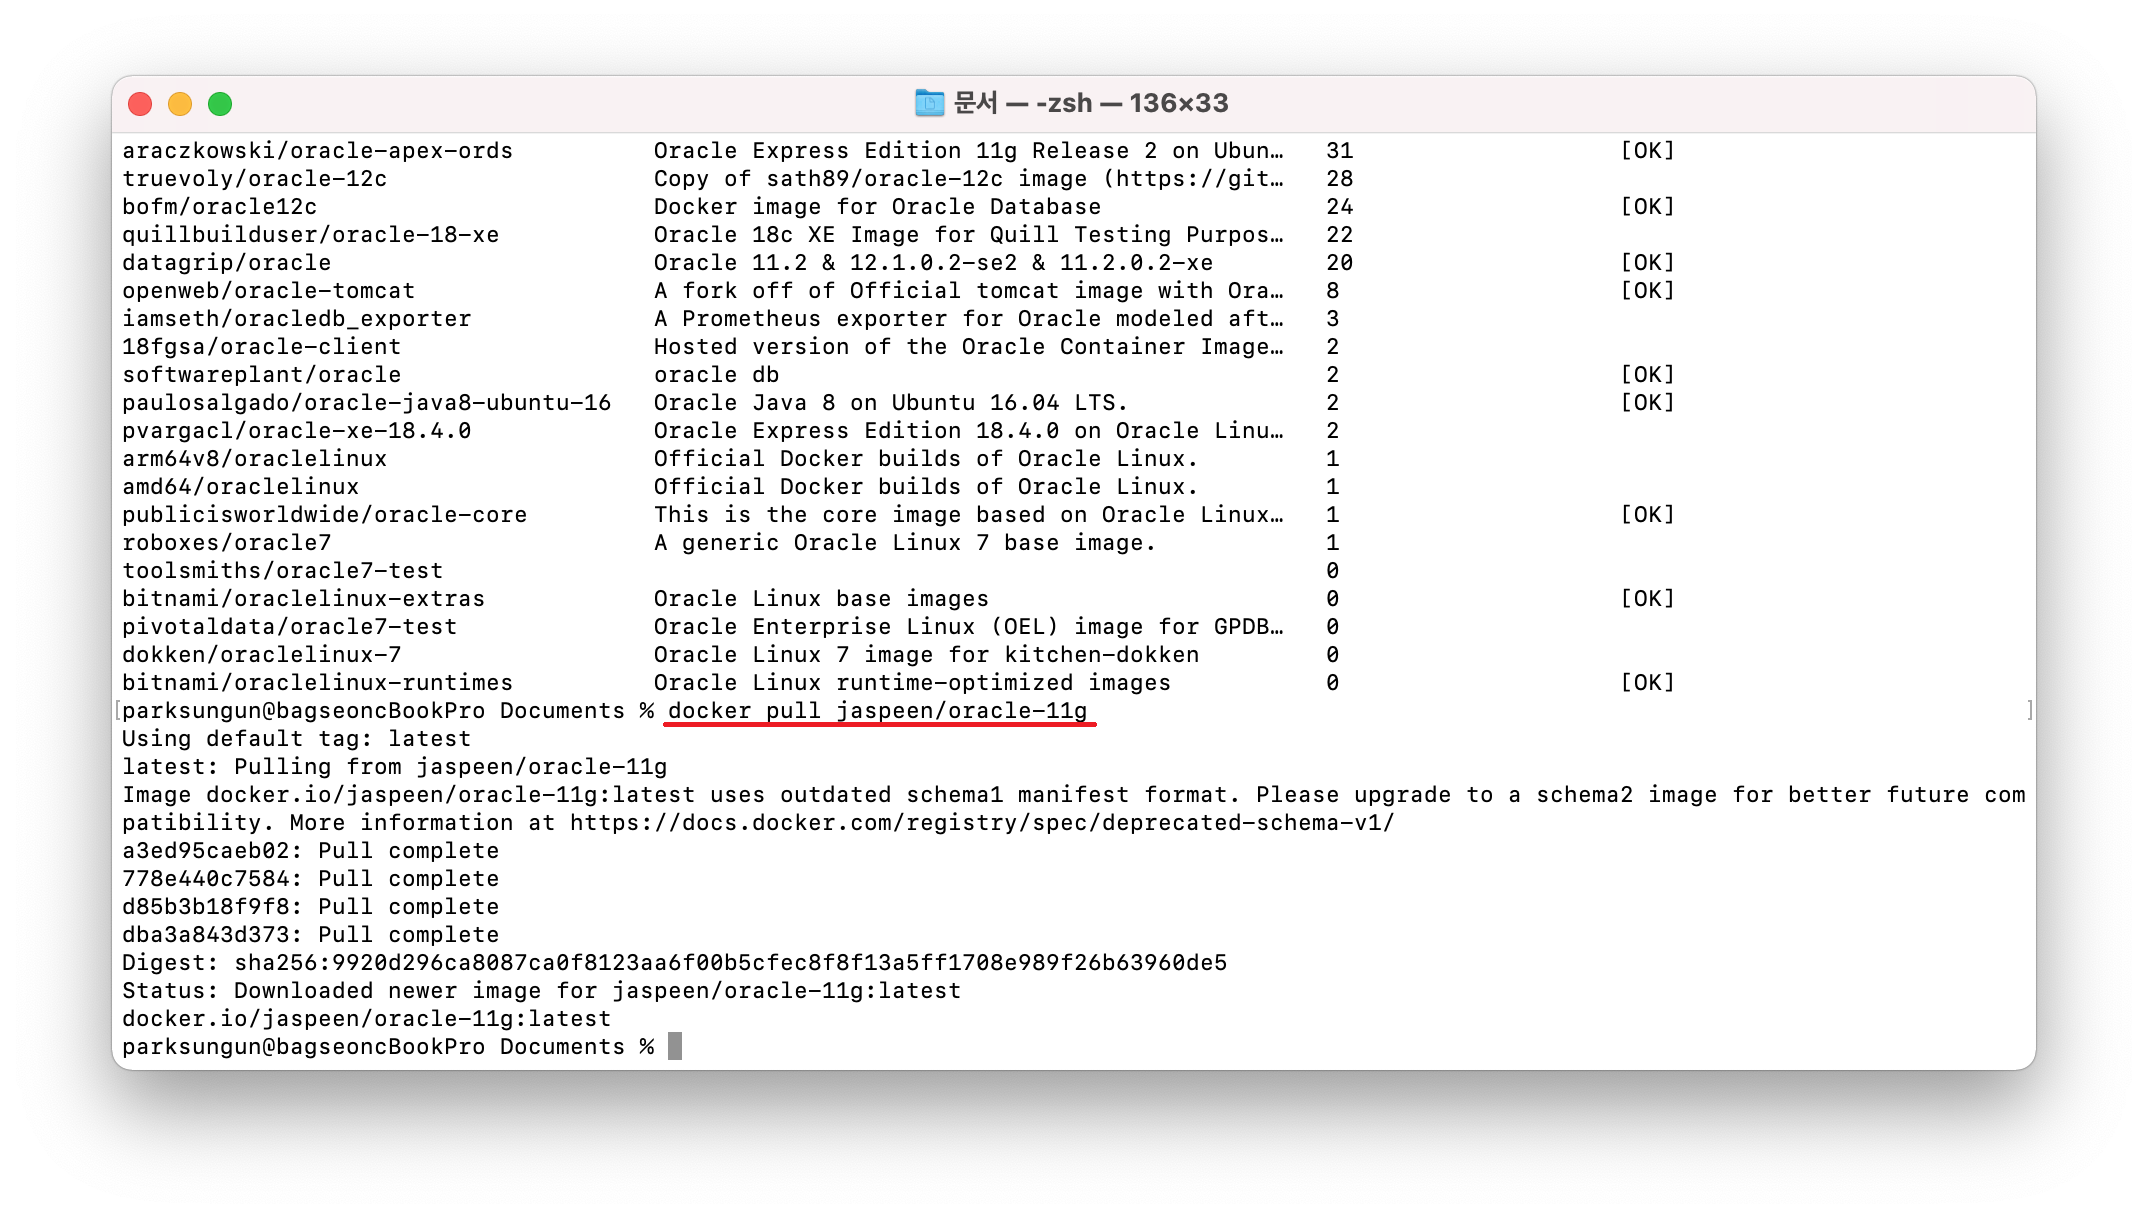 문서 — -zsh — 136×33
araczkowski/oracle-apex-ords Oracle Express Edition 11g Release 2 on Ubun… 31 [OK]
truevoly/oracle-12c Copy of sath89/oracle-12c image (https://git… 28
bofm/oracle12c Docker image for Oracle Database 24 [OK]
quillbuilduser/oracle-18-xe Oracle 18c XE Image for Quill Testing Purpos… 22
datagrip/oracle Oracle 11.2 & 12.1.0.2-se2 & 11.2.0.2-xe 20 [OK]
openweb/oracle-tomcat A fork off of Official tomcat image with Ora… 8 [OK]
iamseth/oracledb_exporter A Prometheus exporter for Oracle modeled aft… 3
18fgsa/oracle-client Hosted version of the Oracle Container Image… 2
softwareplant/oracle oracle db 2 [OK]
paulosalgado/oracle-java8-ubuntu-16 Oracle Java 8 on Ubuntu 16.04 LTS. 2 [OK]
pvargacl/oracle-xe-18.4.0 Oracle Express Edition 18.4.0 on Oracle Linu… 2
arm64v8/oraclelinux Official Docker builds of Oracle Linux. 1
amd64/oraclelinux Official Docker builds of Oracle Linux. 1
publicisworldwide/oracle-core This is the core image based on Oracle Linux… 1 [OK]
roboxes/oracle7 A generic Oracle Linux 7 base image. 1
toolsmiths/oracle7-test 0
bitnami/oraclelinux-extras Oracle Linux base images 0 [OK]
pivotaldata/oracle7-test Oracle Enterprise Linux (OEL) image for GPDB… 0
dokken/oraclelinux-7 Oracle Linux 7 image for kitchen-dokken 0
bitnami/oraclelinux-runtimes Oracle Linux runtime-optimized images 0 [OK]
[parksungun@bagseoncBookPro Documents % docker pull jaspeen/oracle-11g ]
Using default tag: latest
latest: Pulling from jaspeen/oracle-11g
Image docker.io/jaspeen/oracle-11g:latest uses outdated schema1 manifest format. Please upgrade to a schema2 image for better future com
patibility. More information at https://docs.docker.com/registry/spec/deprecated-schema-v1/
a3ed95caeb02: Pull complete
778e440c7584: Pull complete
d85b3b18f9f8: Pull complete
dba3a843d373: Pull complete
Digest: sha256:9920d296ca8087ca0f8123aa6f00b5cfec8f8f13a5ff1708e989f26b63960de5
Status: Downloaded newer image for jaspeen/oracle-11g:latest
docker.io/jaspeen/oracle-11g:latest
parksungun@bagseoncBookPro Documents %